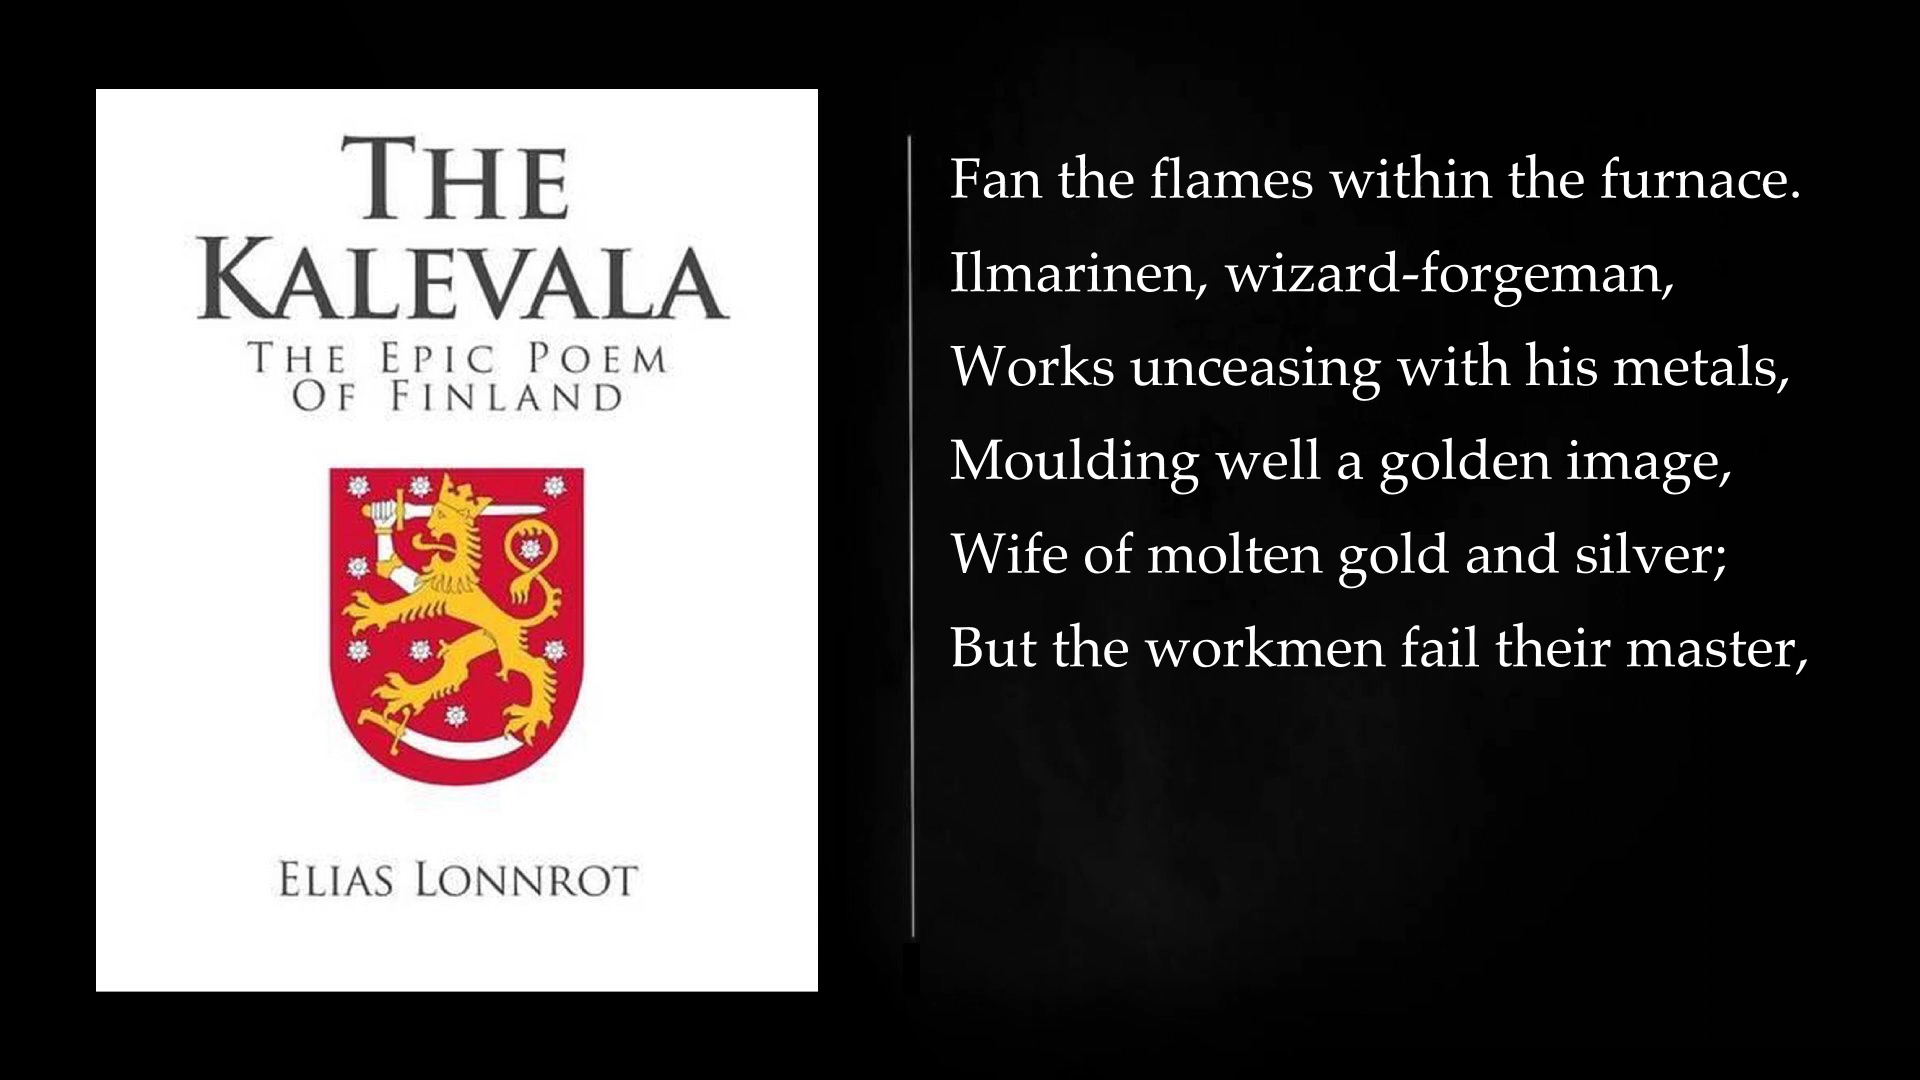 THE
KALEVALA
THE EPIC POEM
OF FINLAND
ELIAS LONNROT
Fan the flames within the furnace.
Ilmarinen, wizard-forgeman,
Works unceasing with his metals,
Moulding well a golden image,
Wife of molten gold and silver;
But the workmen fail their master,